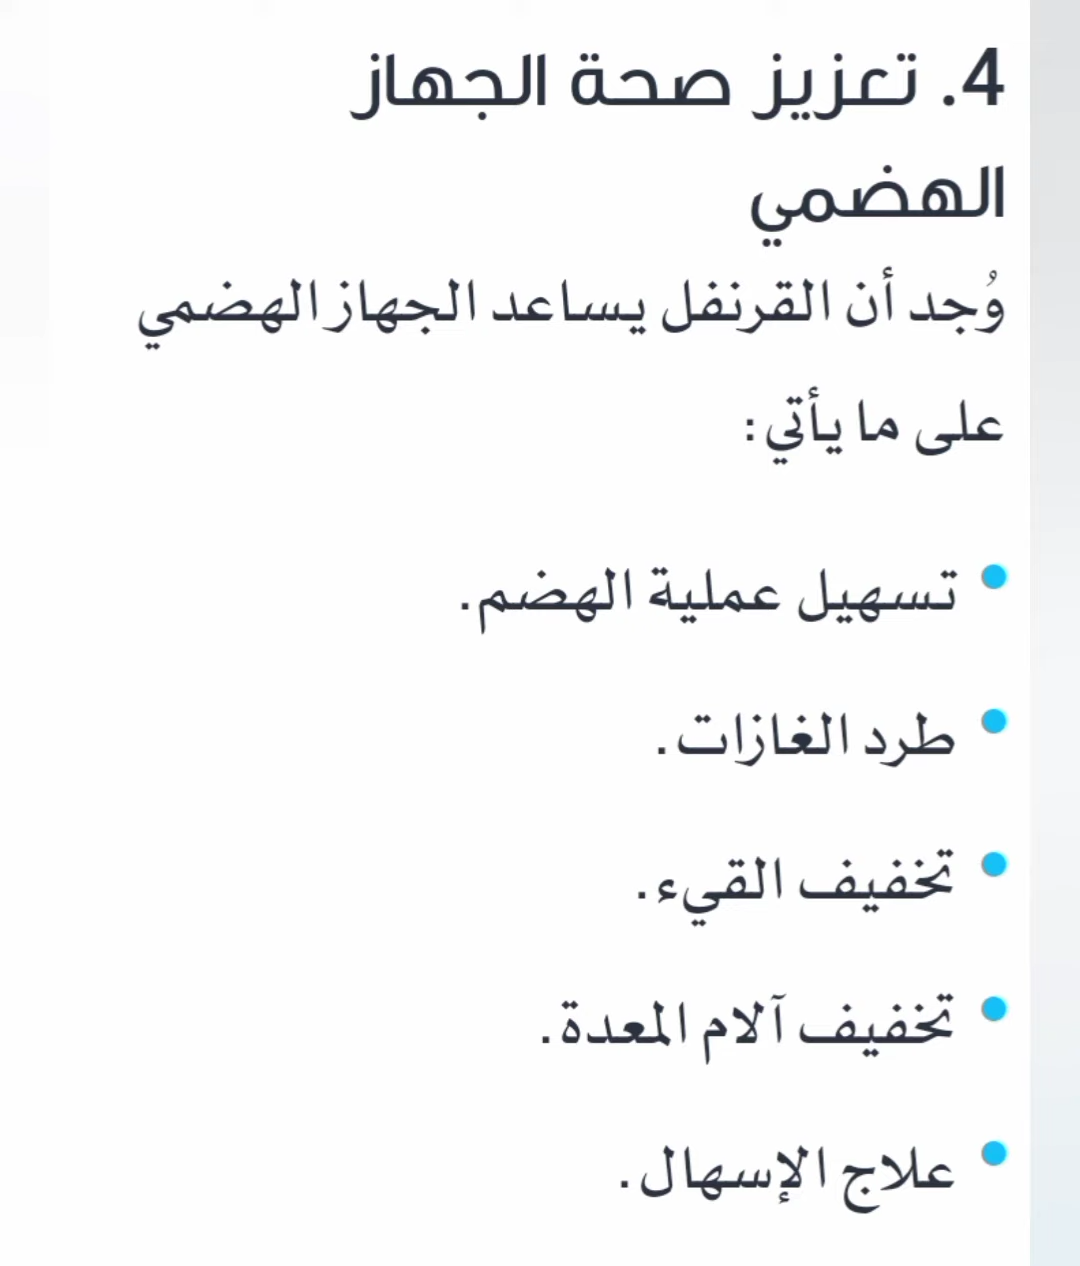 4. تعزيز صحة الجهاز
الهضمي
وُجد أن القرنفل يساعد الجهاز الهضمي
على ما يأتي:
تسهيل عملية الهضم.
طرد الغازات.
تخفيف القيء.
تخفيف آلام المعدة.
علاج الإسهال.